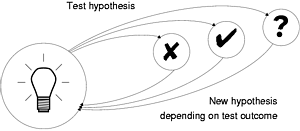 Test hypothesis
?
New hypothesis
depending on test outcome